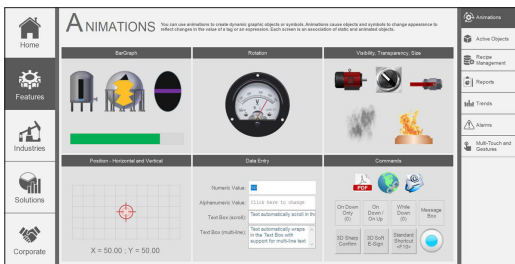 Home
Features
Industries
Solutions
Corporate
ANIMATIONS
You can use animations to create dynamic graphic objects or symbols. Animations cause objects and symbols to change appearance to
reflect changes in the value of a tag or an expression. Each screen is an association of static and animated objects.
BarGraph
Rotation
Visibility, Transparency, Size
V
Position - Horizontal and Vertical
X = 50.00 ; Y = 50.00
Data Entry
Numeric Value:
Alphanumeric Value: Click here to change
Text Box (scroll): Text automatically scroll in th
Text Box (multi-line): Text automatically wraps
in the Text Box with
support for multi-line text
Commands
PDF
On Down Only (0)
On Down / On Up
While Down (0)
Message Box
3D Sharp Confirm
3D Soft E-Sign
Standard Shortcut <F10>
Animations
Active Objects
Recipe
Management
Reports
Trends
Alarms
Multi-Touch and
Gestures